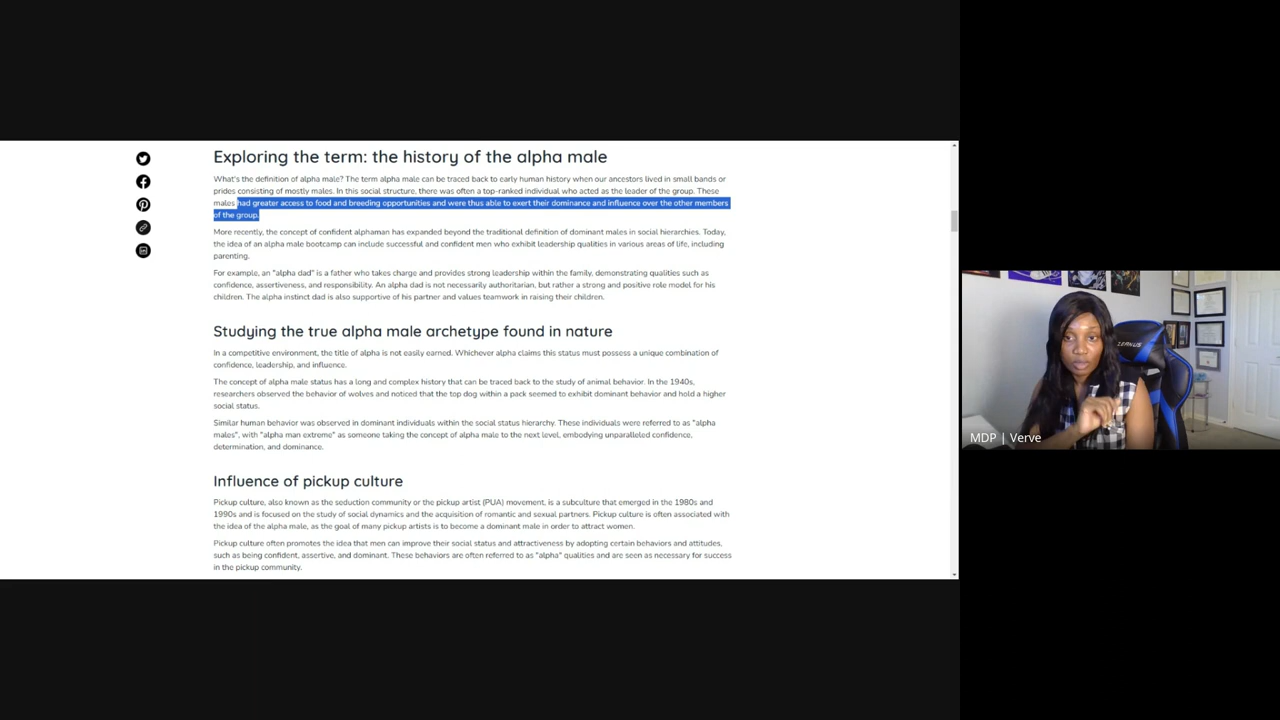 Exploring the term: the history of the alpha male
What's the definition of alpha male? The term alpha male can be traced back to early human history when our ancestors lived in small bands or
prides consisting of mostly males. In this social structure, there was often a top-ranked individual who acted as the leader of the group. These
males had greater access to food and breeding opportunities and were thus able to exert their dominance and influence over the other members
of the group.
More recently, the concept of confident alphaman has expanded beyond the traditional definition of dominant males in social hierarchies. Today,
the idea of an alpha male bootcamp can include successful and confident men who exhibit leadership qualities in various areas of life, including
parenting.
For example, an "alpha dad" is a father who takes charge and provides strong leadership within the family, demonstrating qualities such as
confidence, assertiveness, and responsibility. An alpha dad is not necessarily authoritarian, but rather a strong and positive role model for his
children. The alpha instinct dad is also supportive of his partner and values teamwork in raising their children.
Studying the true alpha male archetype found in nature
In a competitive environment, the title of alpha is not easily earned. Whichever alpha claims this status must possess a unique combination of
confidence, leadership, and influence.
The concept of alpha male status has a long and complex history that can be traced back to the study of animal behavior. In the 1940s,
researchers observed the behavior of wolves and noticed that the top dog within a pack seemed to exhibit dominant behavior and hold a higher
social status.
Similar human behavior was observed in dominant individuals within the social status hierarchy. These individuals were referred to as "alpha
males", with "alpha man extreme" as someone taking the concept of alpha male to the next level, embodying unparalleled confidence,
determination, and dominance.
Influence of pickup culture
Pickup culture, also known as the seduction community or the pickup artist (PUA) movement, is a subculture that emerged in the 1980s and
1990s and is focused on the study of social dynamics and the acquisition of romantic and sexual partners. Pickup culture is often associated with
the idea of the alpha male, as the goal of many pickup artists is to become a dominant male in order to attract women.
Pickup culture often promotes the idea that men can improve their social status and attractiveness by adopting certain behaviors and attitudes,
such as being confident, assertive, and dominant. These behaviors are often referred to as "alpha" qualities and are seen as necessary for success
in the pickup community.
ZERNUS
MDP | Verve